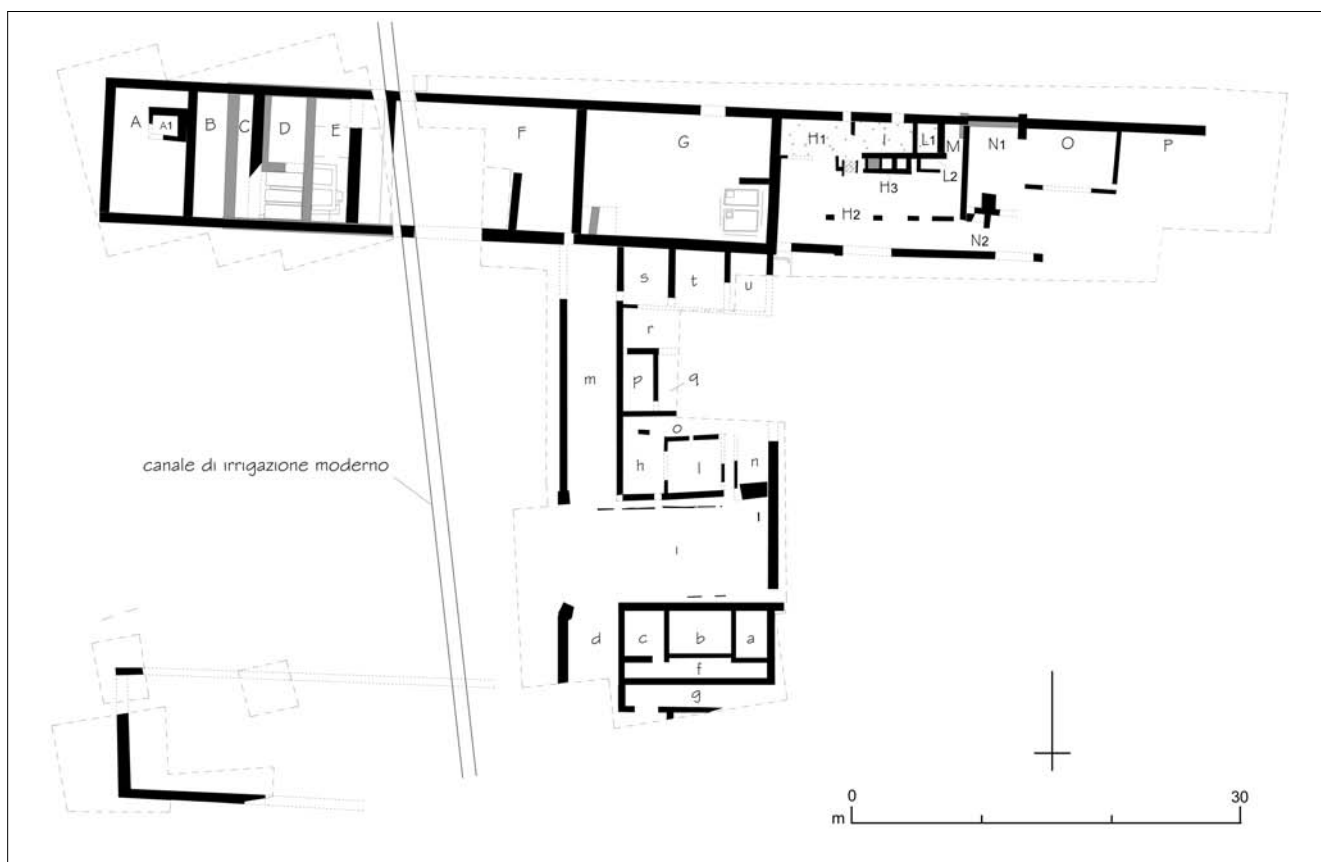 A
A1
B
C
D
E
F
G
H1
I
L1
M
N1
O
P
L2
H3
H2
N2
s
t
u
r
m
p
q
o
h
l
n
canale di irrigazione moderno
ı
ı
d
c
b
a
f
g
0
30
m